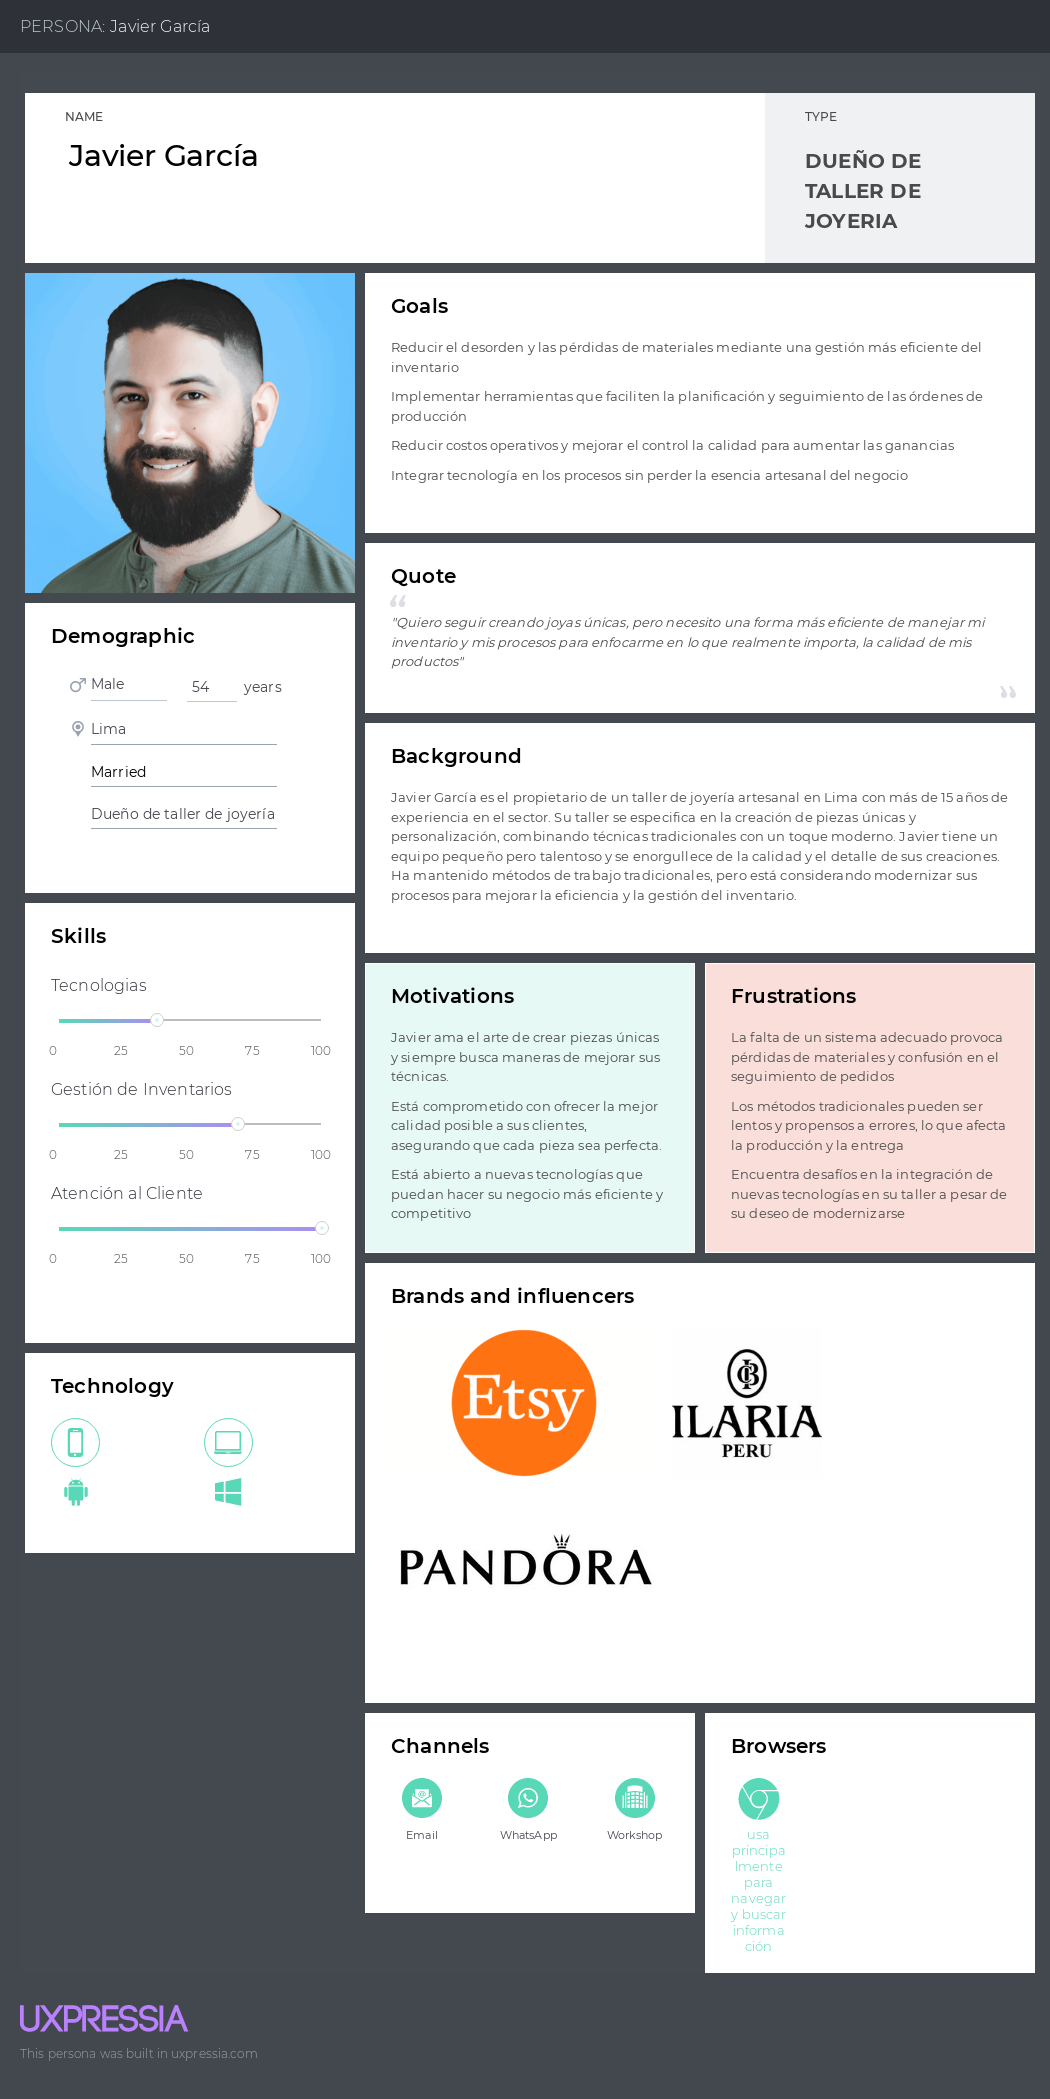 PERSONA: Javier García
NAME
Javier García
TYPE
DUEÑO DE
TALLER DE
JOYERIA
Goals
Reducir el desorden y las pérdidas de materiales mediante una gestión más eficiente del
inventario
Implementar herramientas que faciliten la planificación y seguimiento de las órdenes de
producción
Reducir costos operativos y mejorar el control la calidad para aumentar las ganancias
Integrar tecnología en los procesos sin perder la esencia artesanal del negocio
Quote
"Quiero seguir creando joyas únicas, pero necesito una forma más eficiente de manejar mi
inventario y mis procesos para enfocarme en lo que realmente importa, la calidad de mis
productos"
Demographic
Male
54 years
Lima
Married
Dueño de taller de joyería
Background
Javier García es el propietario de un taller de joyería artesanal en Lima con más de 15 años de
experiencia en el sector. Su taller se especifica en la creación de piezas únicas y
personalización, combinando técnicas tradicionales con un toque moderno. Javier tiene un
equipo pequeño pero talentoso y se enorgullece de la calidad y el detalle de sus creaciones.
Ha mantenido métodos de trabajo tradicionales, pero está considerando modernizar sus
procesos para mejorar la eficiencia y la gestión del inventario.
Skills
Tecnologias
0 25 50 75 100
Gestión de Inventarios
0 25 50 75 100
Atención al Cliente
0 25 50 75 100
Motivations
Javier ama el arte de crear piezas únicas
y siempre busca maneras de mejorar sus
técnicas.
Está comprometido con ofrecer la mejor
calidad posible a sus clientes,
asegurando que cada pieza sea perfecta.
Está abierto a nuevas tecnologías que
puedan hacer su negocio más eficiente y
competitivo
Frustrations
La falta de un sistema adecuado provoca
pérdidas de materiales y confusión en el
seguimiento de pedidos
Los métodos tradicionales pueden ser
lentos y propensos a errores, lo que afecta
la producción y la entrega
Encuentra desafíos en la integración de
nuevas tecnologías en su taller a pesar de
su deseo de modernizarse
Technology
Brands and influencers
Etsy
ILARIA
PERU
PANDORA
Channels
Email
WhatsApp
Workshop
Browsers
usa
principa
lmente
para
navegar
y buscar
informa
ción
UXPRESSIA
This persona was built in uxpressia.com